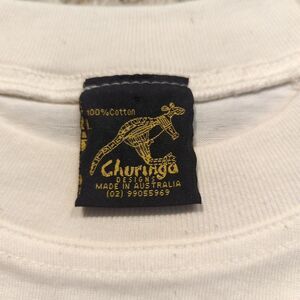 100% Cotton
Churinga
DESIGNS
MADE IN AUSTRALIA
(02) 99055969